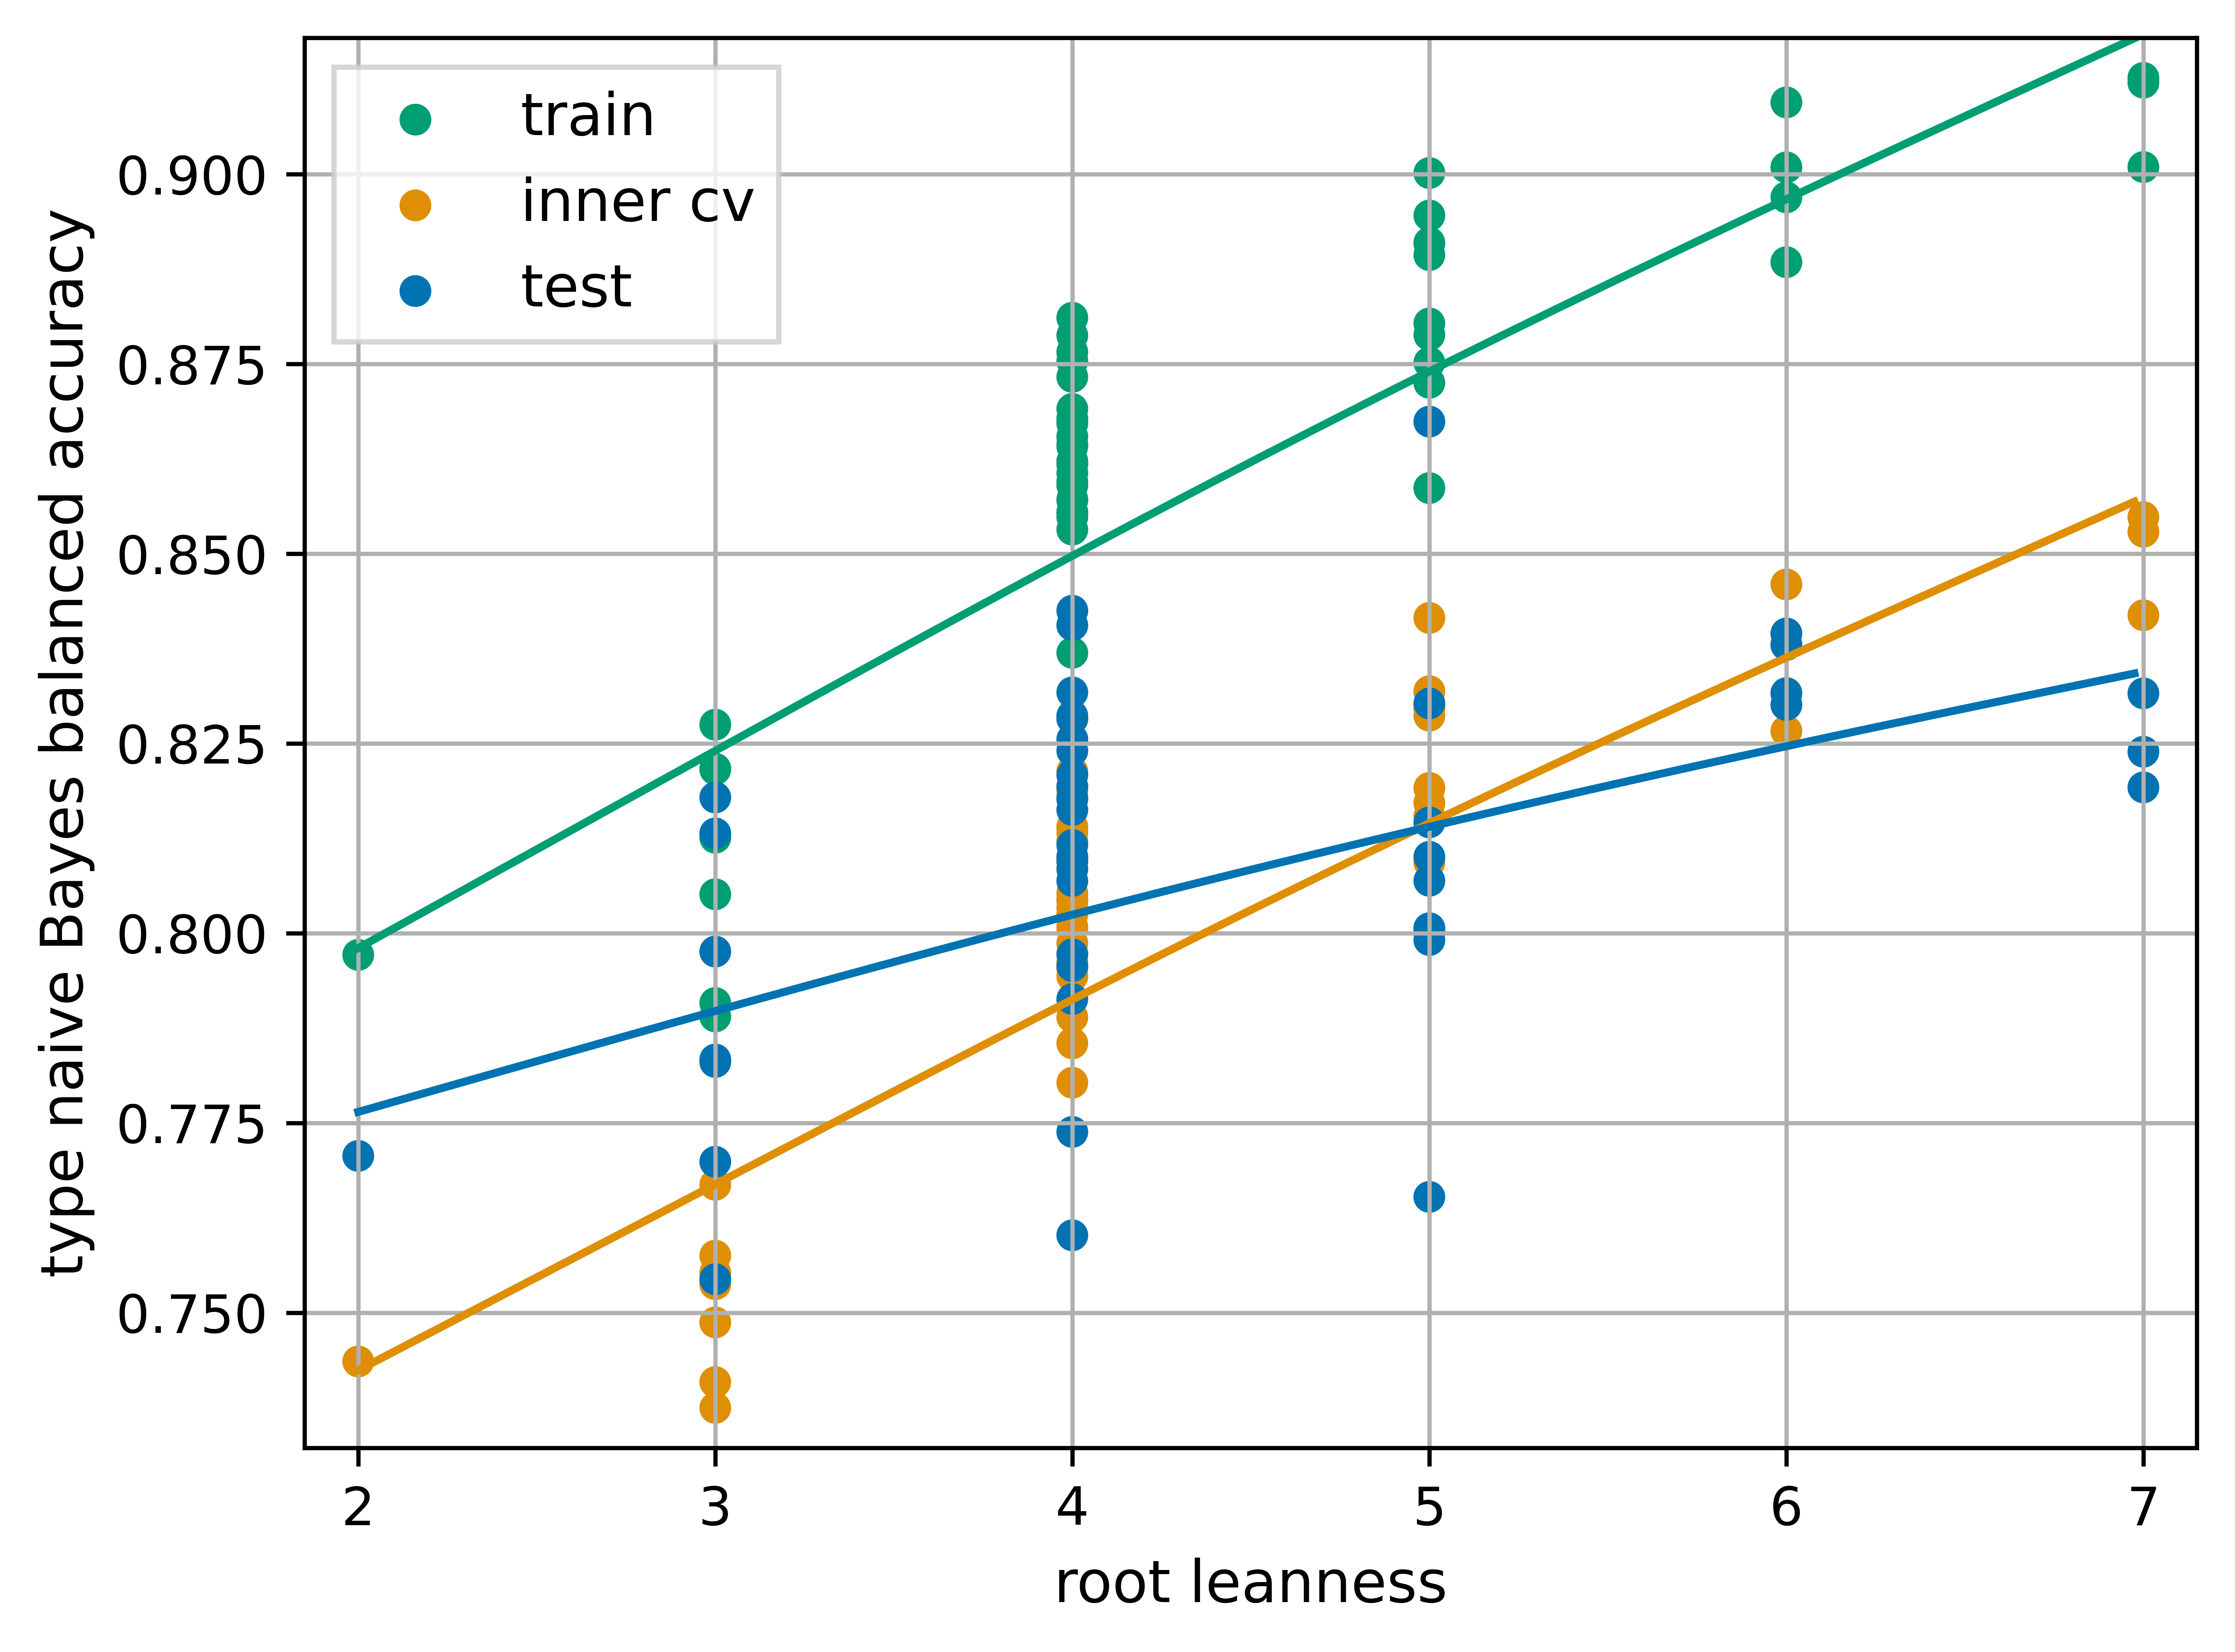 train
inner cv
test
0.900
0.875
0.850
0.825
0.800
0.775
0.750
type naive Bayes balanced accuracy
2 3 4 5 6 7
root leanness